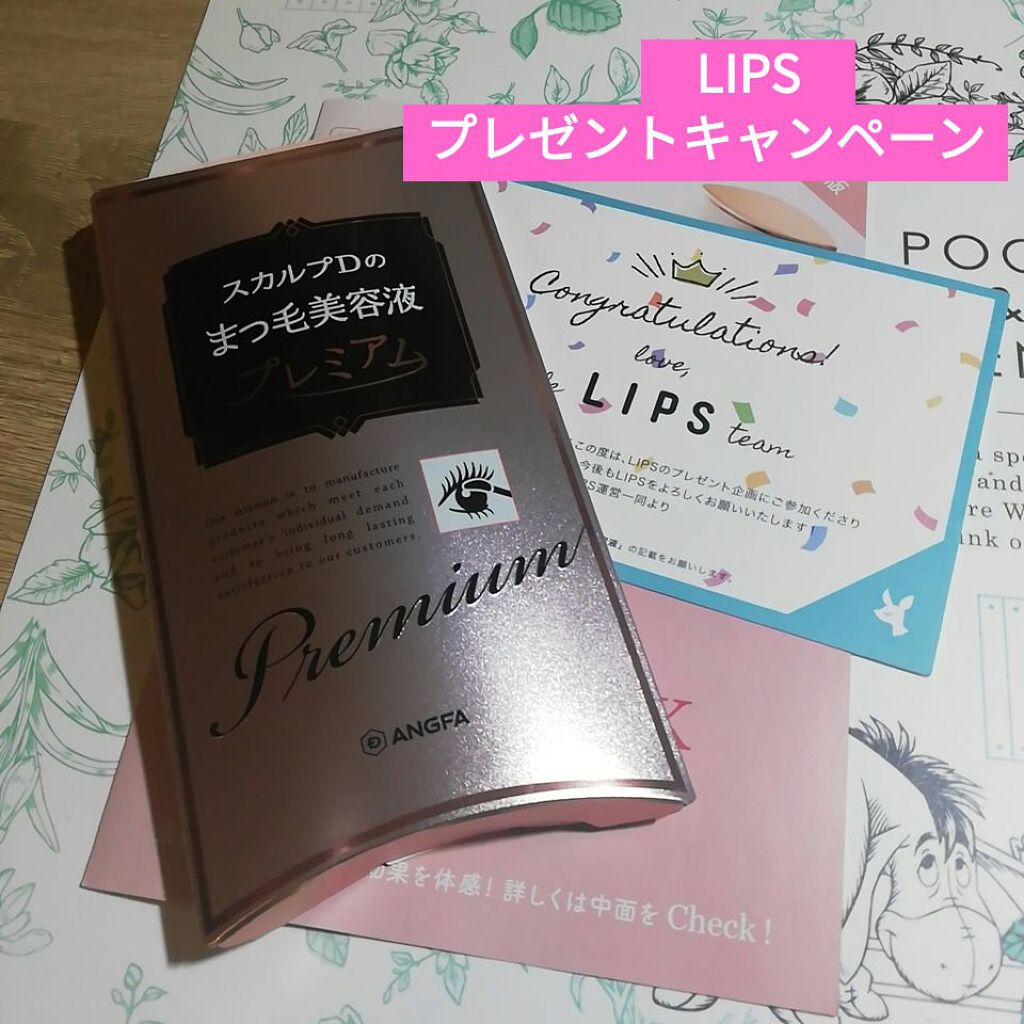 LIPS
プレゼントキャンペーン
スカルプDの
まつ毛美容液
プレミアム
Our mission is to manufacture
products which meet each
customer's individual demand
and to bring long lasting
satisfaction to our customers.
Premium
ANGFA
Congratulations!
love,
LIPS team
この度は、LIPSのプレゼント企画にご参加くださり
今後もLIPSをよろしくお願いいたします
運営一同より
の記載をお願いします。
版
POO
&
and
ink o
を体感!詳しくは中面をCheck!